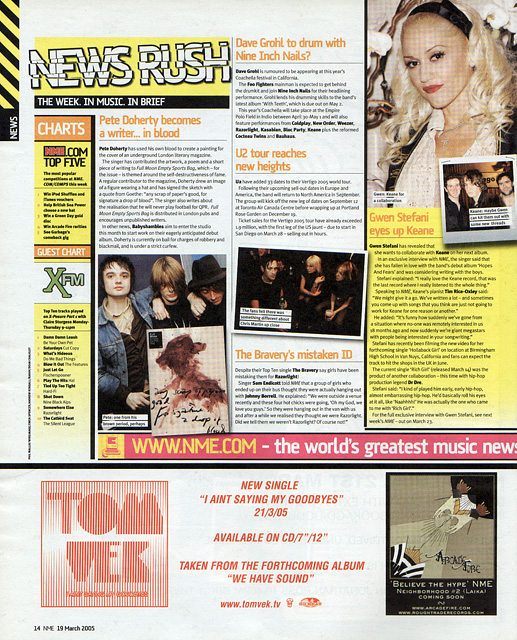 NEWS
NEWS RUSH
THE WEEK. IN MUSIC. IN BRIEF
CHARTS
NME.COM
TOP FIVE
The most popular
competitions at NME.
COM/COMPS this week
1 Win iPod Shuffles and
iTunes vouchers
2 Help British Sea Power
choose a new hat
3 Win a Green Day gold
disc
4 Win Arcade Fire rarities
5 See Garbage's
comeback gig
GUEST CHART
XFM
Top Ten tracks played
on X-Posure Part 1 with
Claire Sturgess Monday-
Thursday 9-11pm
1 Damn Damn Leash
Be Your Own Pet
2 Saturdays Cut Copy
3 What's Hideous
Do Me Bad Things
4 Blow It Out The Features
5 Just Let Go
Fischerspooner
6 Play The Hits Hal
7 Tied Up Too Tight
Hard-Fi
8 Shut Down
Nine Black Alps
9 Somewhere Else
Razorlight
10 The Catbird Seat
The Silent League
Pete Doherty becomes
a writer... in blood
Pete Doherty has used his own blood to create a painting for
the cover of an underground London literary magazine.
The singer has contributed the artwork, a poem and a short
piece of writing to Full Moon Empty Sports Bag, which – for
the issue – is themed around the self-destructiveness of fame.
A regular contributor to the magazine, Doherty drew an image
of a figure wearing a hat and has signed the sketch with
a quote from Goethe: "any scrap of paper's good, for
signature a drop of blood". The singer also writes about
the realisation that he will never play football for QPR. Full
Moon Empty Sports Bag is distributed in London pubs and
encourages unpublished writers.
In other news, Babyshambles aim to enter the studio
this month to start work on their eagerly anticipated debut
album. Doherty is currently on bail for charges of robbery and
blackmail, and is under a strict curfew.
Pete: one from his
brown period, perhaps
Dave Grohl to drum with
Nine Inch Nails?
Dave Grohl is rumoured to be appearing at this year's
Coachella festival in California.
The Foo Fighters mainman is expected to get behind
the drumkit and join Nine Inch Nails for their headlining
performance. Grohl lends his drumming skills to the band's
latest album 'With Teeth', which is due out on May 2.
This year's Coachella will take place at the Empire
Polo Field in Indio between April 30-May 1 and will also
feature performances from Coldplay, New Order, Weezer,
Razorlight, Kasabian, Bloc Party, Keane plus the reformed
Cocteau Twins and Bauhaus.
U2 tour reaches
new heights
U2 have added 33 dates to their Vertigo 2005 world tour.
Following their upcoming sell-out dates in Europe and
America, the band will return to North America in September.
The group will kick off the new leg of dates on September 12
at Toronto Air Canada Centre before wrapping up at Portland
Rose Garden on December 19.
Ticket sales for the Vertigo 2005 tour have already exceeded
1.9 million, with the first leg of the US jaunt – due to start in
San Diego on March 28 – selling out in hours.
The fans felt there was
something different about
Chris Martin up close
The Bravery's mistaken ID
Despite their Top Ten single The Bravery say girls have been
mistaking them for Razorlight!
Singer Sam Endicott told NME that a group of girls who
ended up on their bus thought they were actually hanging out
with Johnny Borrell. He explained: "We were outside a venue
recently and these four hot chicks were going, 'Oh my God, we
love you guys.' So they were hanging out in the van with us
and after a while we realised they thought we were Razorlight.
Did we tell them we weren't Razorlight? Of course not!"
Gwen: Keane for
a collaboration
Keane: maybe Gwen
can kit them out with
some new threads
Gwen Stefani
eyes up Keane
Gwen Stefani has revealed that
she wants to collaborate with Keane on her next album.
In an exclusive interview with NME, the singer said that
she has fallen in love with the band's debut album 'Hopes
And Fears' and was considering writing with the boys.
Stefani explained: "I really love the Keane record, that was
the last record where I really listened to the whole thing."
Speaking to NME, Keane's pianist Tim Rice-Oxley said:
"We might give it a go. We've written a lot – and sometimes
you come up with songs that you think are just not going to
work for Keane for one reason or another."
He added: "It's funny how suddenly we've gone from
a situation where no-one was remotely interested in us
all months ago and now suddenly we're piano megastars
with people being interested in your songwriting."
Stefani has recently been filming the new video for her
forthcoming single 'Hollaback Girl' on location at Birmingham
High School in Van Nuys, California and fans can expect the
track to hit the shops in the UK in June.
The current single 'Rich Girl' (released March 14) was the
product of another collaboration – this time with hip-hop
production legend Dr Dre.
Stefani said: "I kind of played him early, early hip-hop,
almost embarrassing hip-hop. He'd basically roll his eyes
at it all, like 'Naahhhh!' He was actually the one who came
to me with 'Rich Girl'."
For the full exclusive interview with Gwen Stefani, see next
week's NME – out on March 23.
WWW.NME.COM - the world's greatest music news
TOM
VEK
NEW SINGLE
"I AINT SAYING MY GOODBYES"
21/3/05
AVAILABLE ON CD/7"/12"
TAKEN FROM THE FORTHCOMING ALBUM
"WE HAVE SOUND"
www.tomvek.tv
ARCADE FIRE
'BELIEVE THE HYPE' NME
NEIGHBORHOOD #2 (LAIKA)
COMING SOON
WWW.ARCADEFIRE.COM
WWW.ROUGHTRADERECORDS.COM
14 NME 19 March 2005